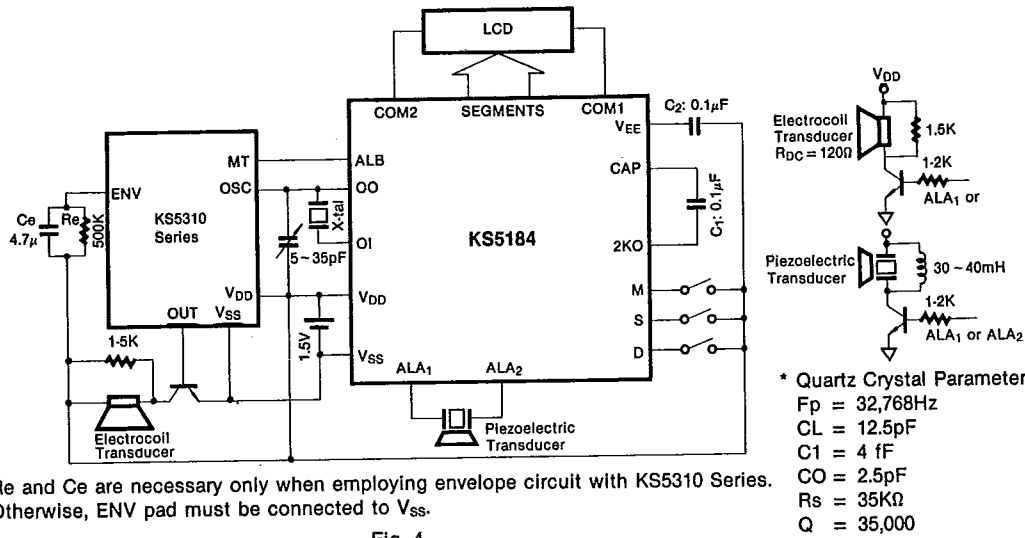 LCD
COM2
SEGMENTS
COM1
C₂: 0.1μF
VEE
MT
ALB
ENV
OSC
OO
CAP
Ce
4.7μ
Re
500K
KS5310
Series
X-tal
KS5184
C₁: 0.1μF
5~35pF
OI
2KO
VDD
VDD
M
OUT
VSS
1.5V
S
1-5K
VSS
D
ALA₁
ALA₂
Electrocoil
Transducer
Piezoelectric
Transducer
VDD
Electrocoil
Transducer
RDC = 120Ω
1.5K
1·2K
ALA₁ or
Piezoelectric
Transducer
30 ~ 40mH
1·2K
ALA₁ or ALA₂
* Quartz Crystal Parameter
Fp = 32,768Hz
CL = 12.5pF
C1 = 4 fF
CO = 2.5pF
Rs = 35KΩ
Q = 35,000
Re and Ce are necessary only when employing envelope circuit with KS5310 Series.
Otherwise, ENV pad must be connected to VSS.
Fig. 4